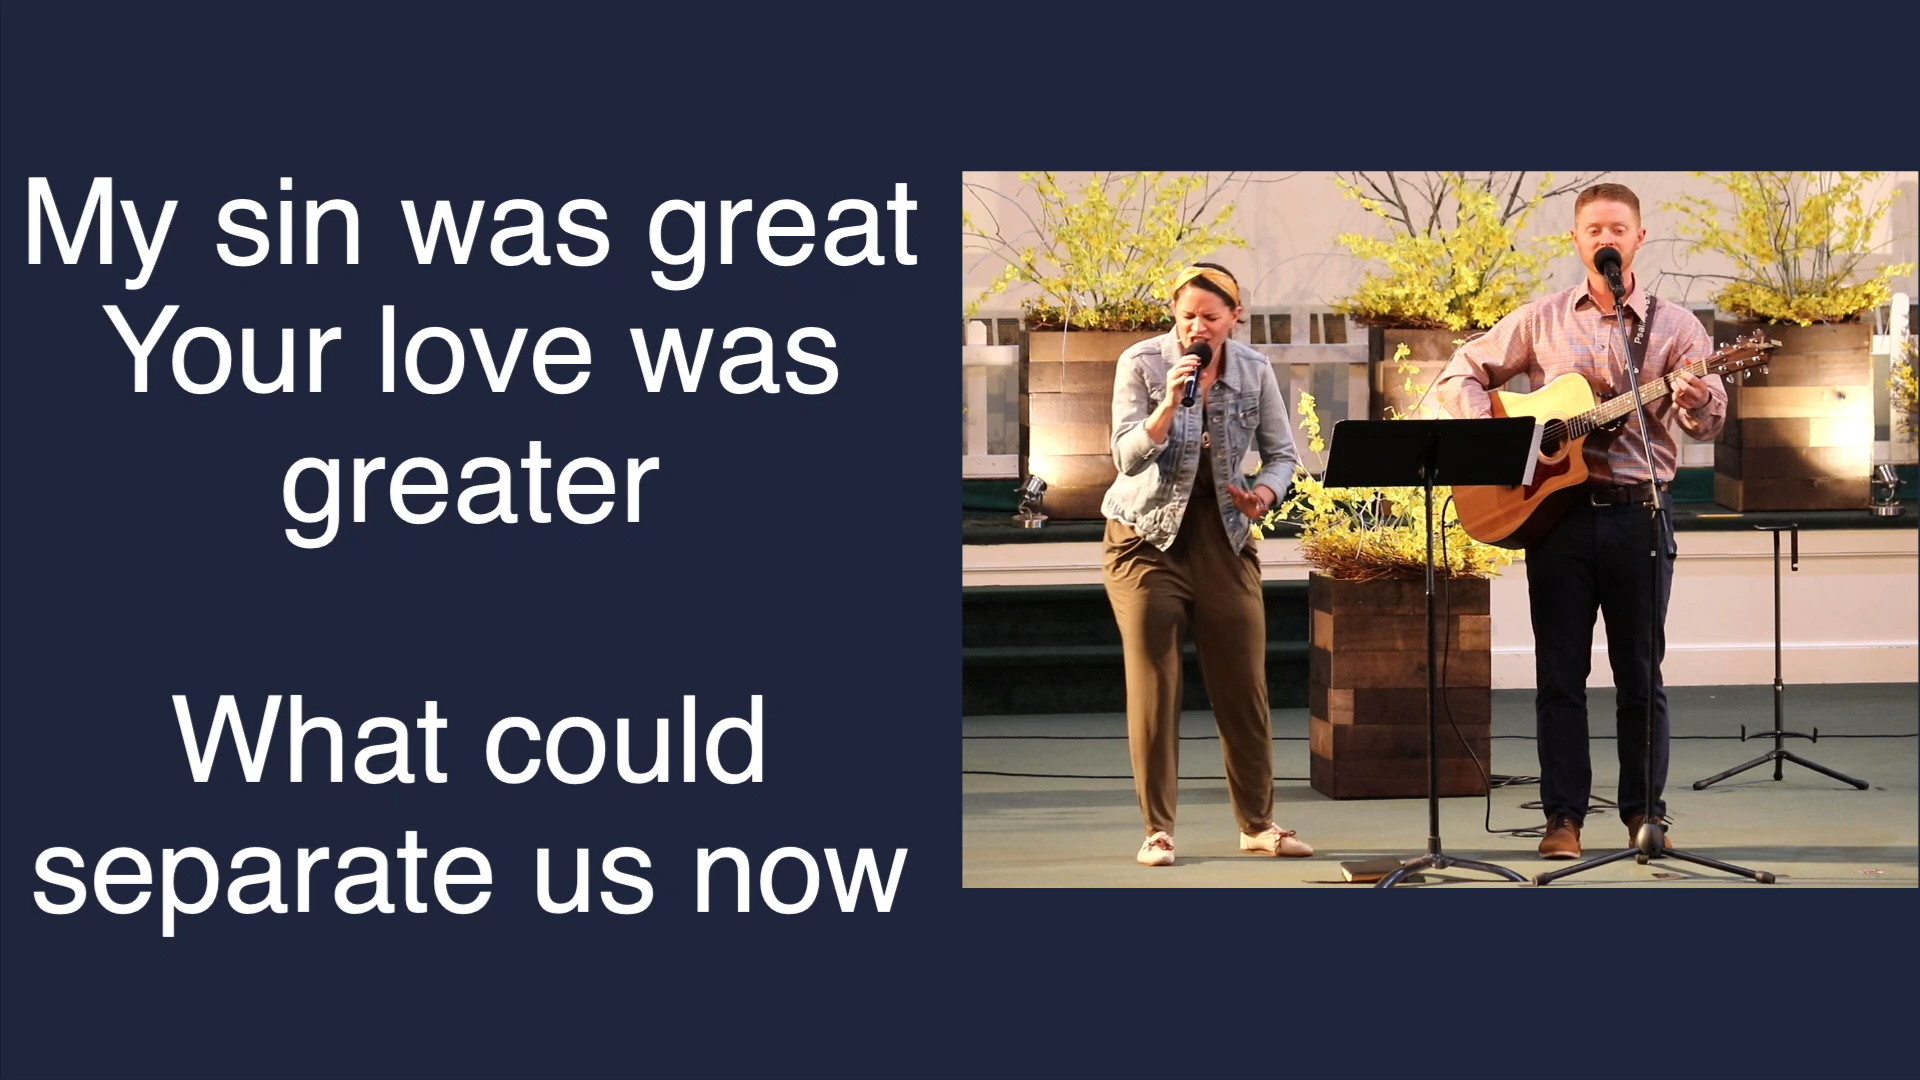 My sin was great
Your love was
greater
What could
separate us now